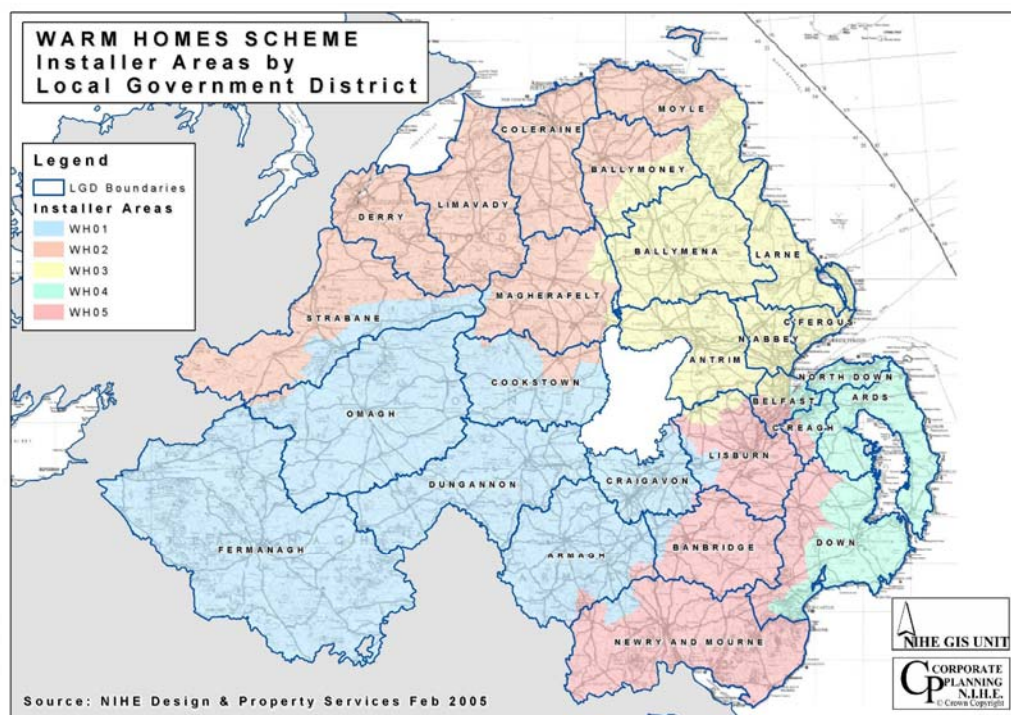 WARM HOMES SCHEME
Installer Areas by
Local Government District
Legend
LGD Boundaries
Installer Areas
WH01
WH02
WH03
WH04
WH05
MOYLE
COLERAINE
BALLYMONEY
LIMAVADY
DERRY
BALLYMENA
LARNE
MAGHERAFELT
STRABANE
C'FERGUS
N'ABBEY
ANTRIM
COOKSTOWN
NORTH DOWN
BELFAST
ARDS
OMAGH
C'REAGH
LISBURN
DUNGANNON
CRAIGAVON
DOWN
FERMANAGH
ARMAGH
BANBRIDGE
NEWRY AND MOURNE
NIHE GIS UNIT
CP
CORPORATE
PLANNING
N.I.H.E.
© Crown Copyright
Source: NIHE Design & Property Services Feb 2005